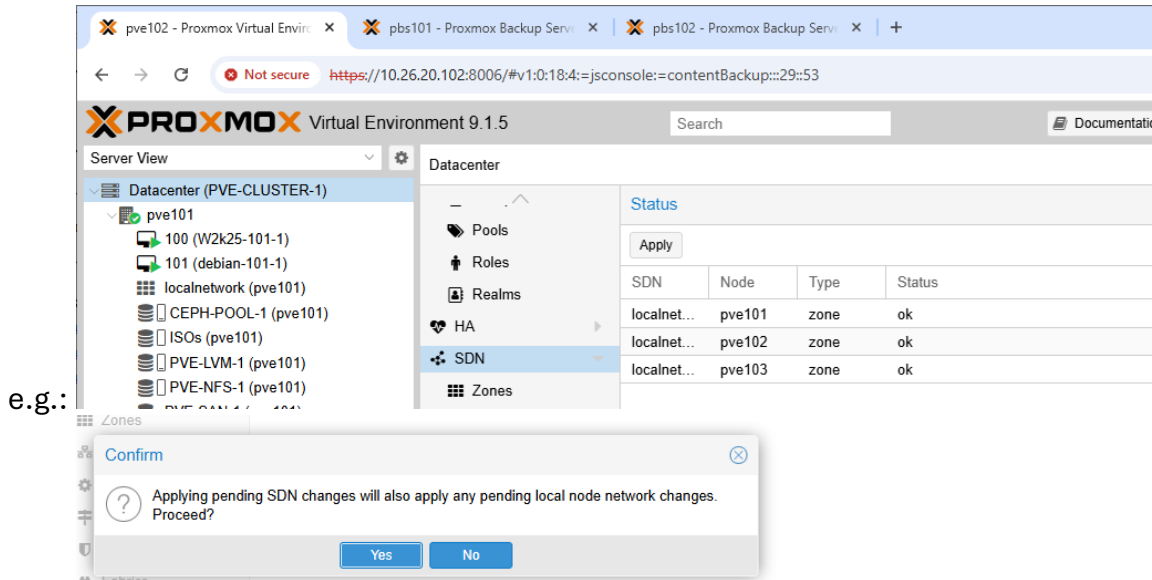 pve102 - Proxmox Virtual Enviro
pbs101 - Proxmox Backup Serve
pbs102 - Proxmox Backup Serve
Not secure https://10.26.20.102:8006/#v1:0:18:4:=jsconsole:=contentBackup:::29::53
PROXMOX Virtual Environment 9.1.5
Search
Documentatio
Server View
Datacenter
Datacenter (PVE-CLUSTER-1)
pve101
100 (W2k25-101-1)
101 (debian-101-1)
localnetwork (pve101)
CEPH-POOL-1 (pve101)
ISOs (pve101)
PVE-LVM-1 (pve101)
PVE-NFS-1 (pve101)
Pools
Roles
Realms
HA
SDN
Zones
Status
Apply
SDN Node Type Status
localnet... pve101 zone ok
localnet... pve102 zone ok
localnet... pve103 zone ok
e.g.:
Zones
Confirm
Applying pending SDN changes will also apply any pending local node network changes.
Proceed?
Yes No